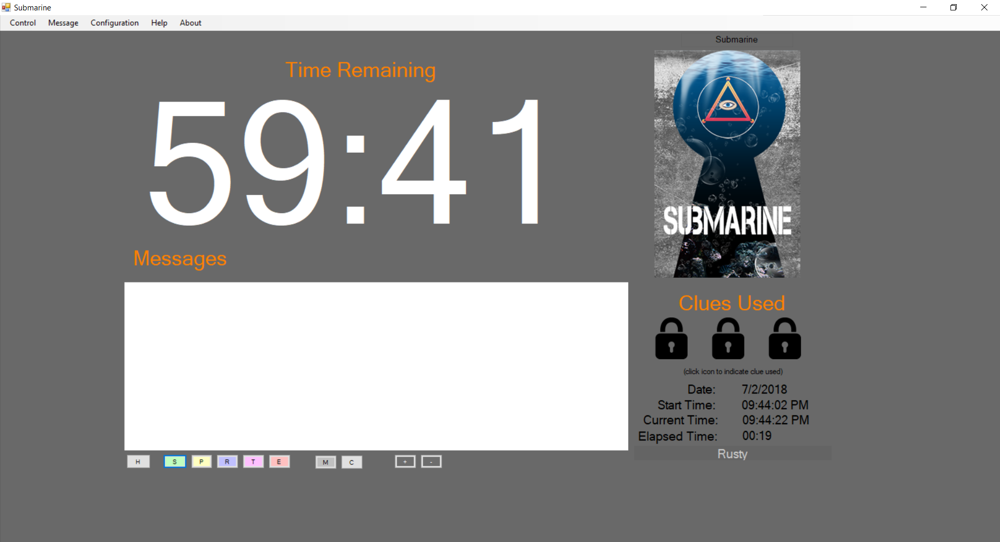 Submarine
Control Message Configuration Help About
Submarine
Time Remaining
59:41
SUBMARINE
Messages
Clues Used
(click icon to indicate clue used)
Date: 7/2/2018
Start Time: 09:44:02 PM
Current Time: 09:44:22 PM
Elapsed Time: 00:19
Rusty
H S P R T E M C + -